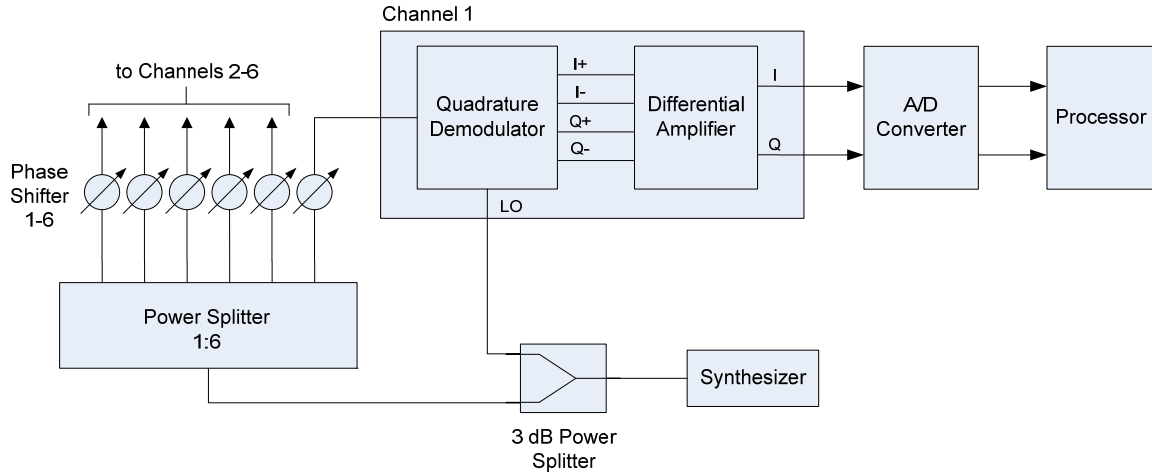 Channel 1
to Channels 2-6
Phase
Shifter
1-6
Power Splitter
1:6
Quadrature
Demodulator
I+
I-
Q+
Q-
LO
Differential
Amplifier
I
Q
A/D
Converter
Processor
3 dB Power
Splitter
Synthesizer